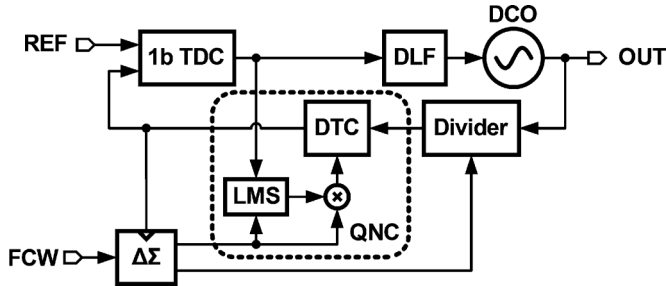 DCO
REF
1b TDC
DLF
OUT
DTC
Divider
LMS
×
QNC
FCW
ΔΣ